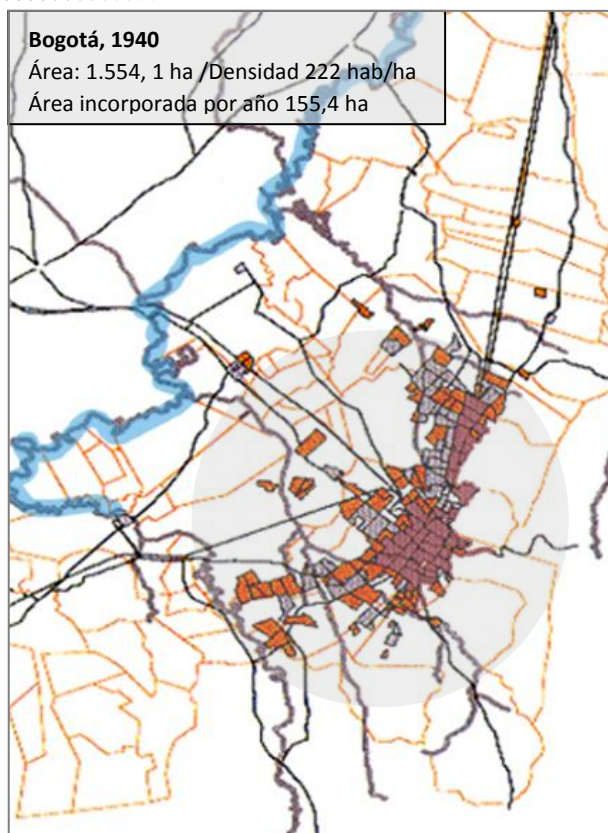 Bogotá, 1940
Área: 1.554, 1 ha /Densidad 222 hab/ha
Área incorporada por año 155,4 ha